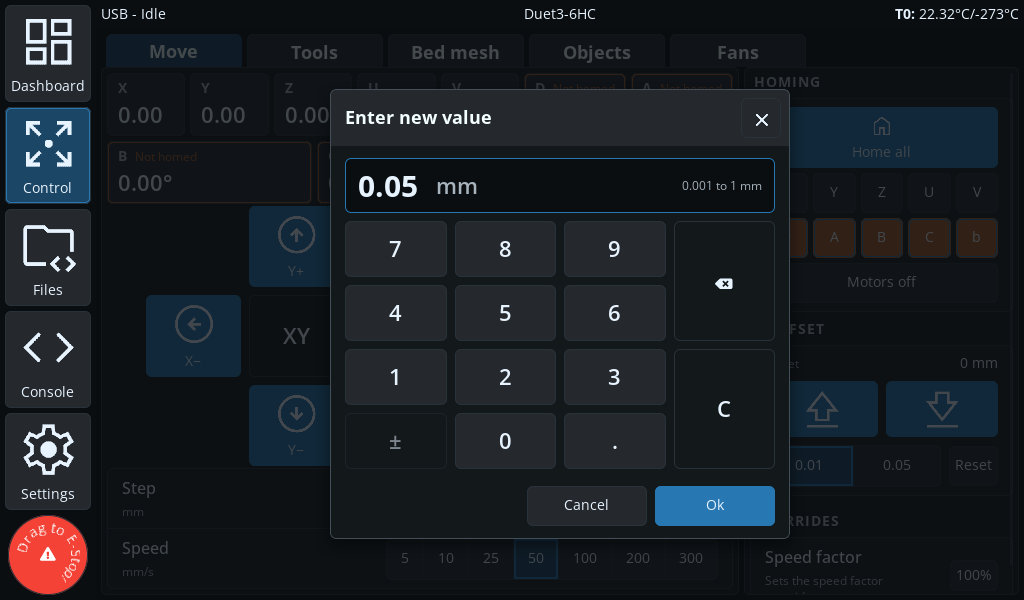 USB - Idle
Duet3-6HC
T0: 22.32°C/-273°C
Dashboard
Control
Files
Console
Settings
Drag to E-Stop!
Move
Tools
Bed mesh
Objects
Fans
X
0.00
Y
0.00
Z
0.00
B
Not homed
0.00°
Y+
X−
XY
Y−
Step
mm
Speed
mm/s
5
10
25
50
100
200
300
Enter new value
0.05 mm
0.001 to 1 mm
7
8
9
4
5
6
1
2
3
C
±
0
.
Cancel
Ok
HOMING
Home all
Y
Z
U
V
A
B
C
b
Motors off
0 mm
0.01
0.05
Reset
Speed factor
Sets the speed factor
100%